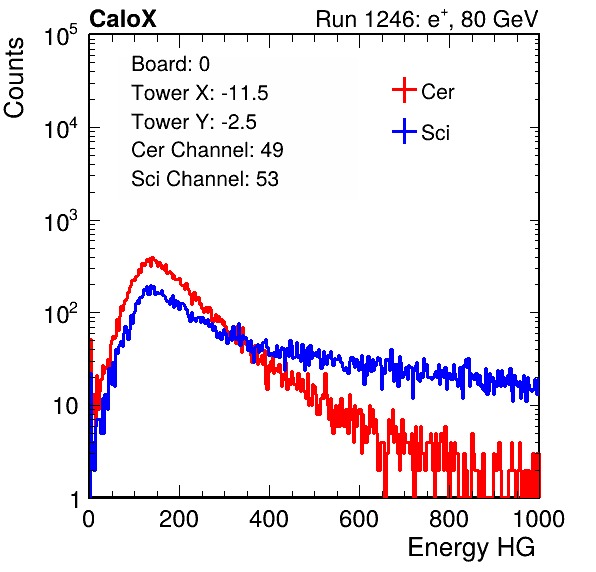 CaloX Run 1246: e⁺, 80 GeV
Counts
10⁵
10⁴
10³
10²
10
1
Board: 0
Tower X: -11.5
Tower Y: -2.5
Cer Channel: 49
Sci Channel: 53
Cer
Sci
0 200 400 600 800 1000
Energy HG